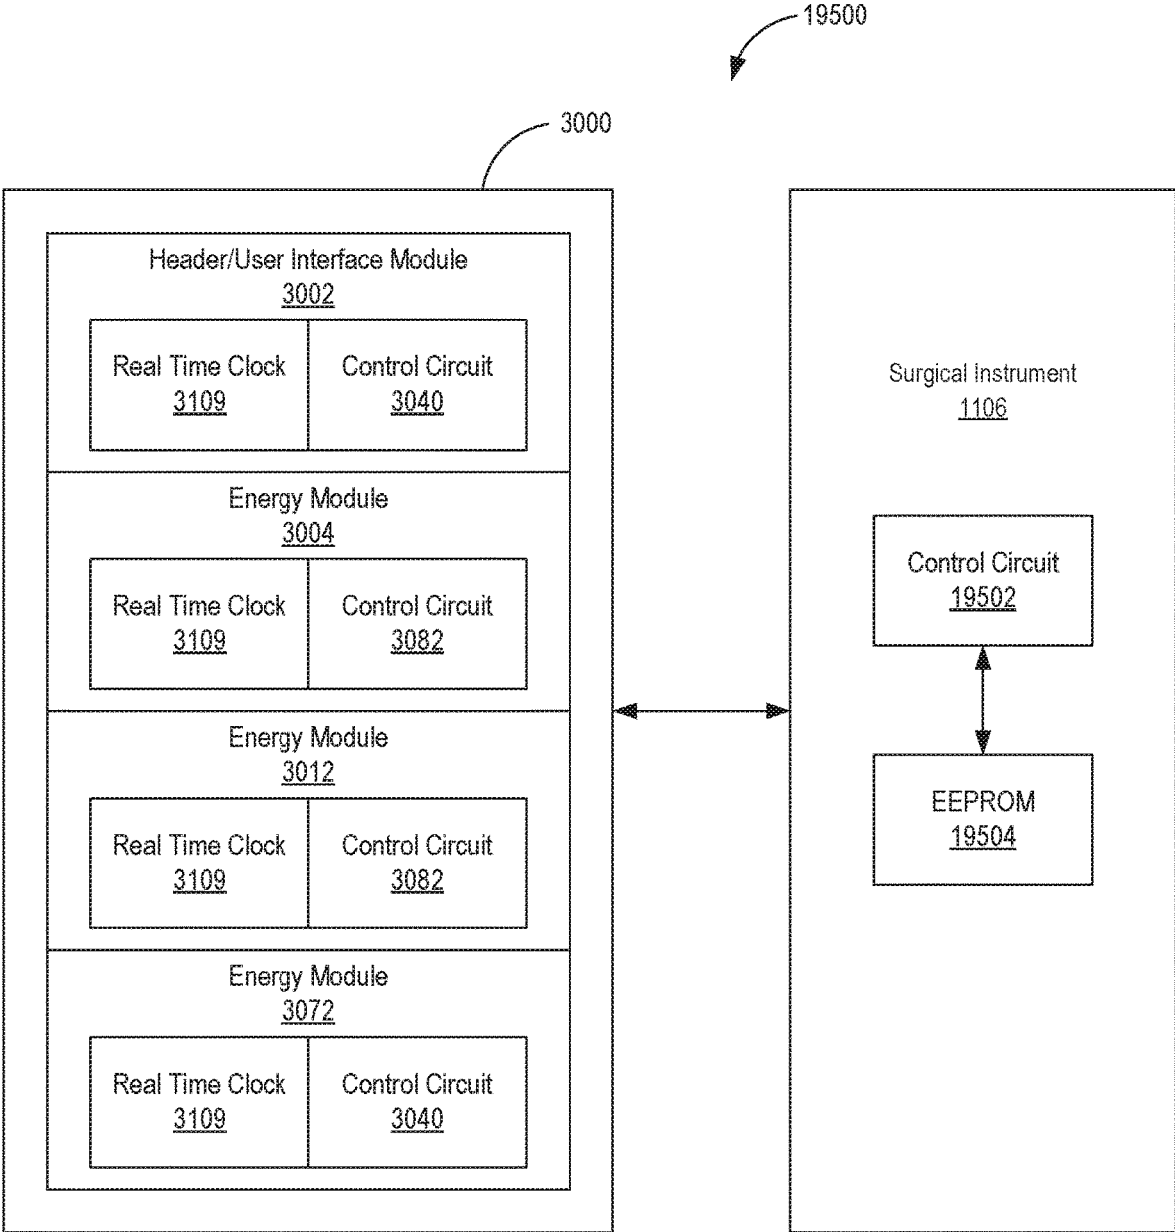 19500
3000
Header/User Interface Module
3002
Real Time Clock
3109
Control Circuit
3040
Energy Module
3004
Real Time Clock
3109
Control Circuit
3082
Energy Module
3012
Real Time Clock
3109
Control Circuit
3082
Energy Module
3072
Real Time Clock
3109
Control Circuit
3040
Surgical Instrument
1106
Control Circuit
19502
EEPROM
19504